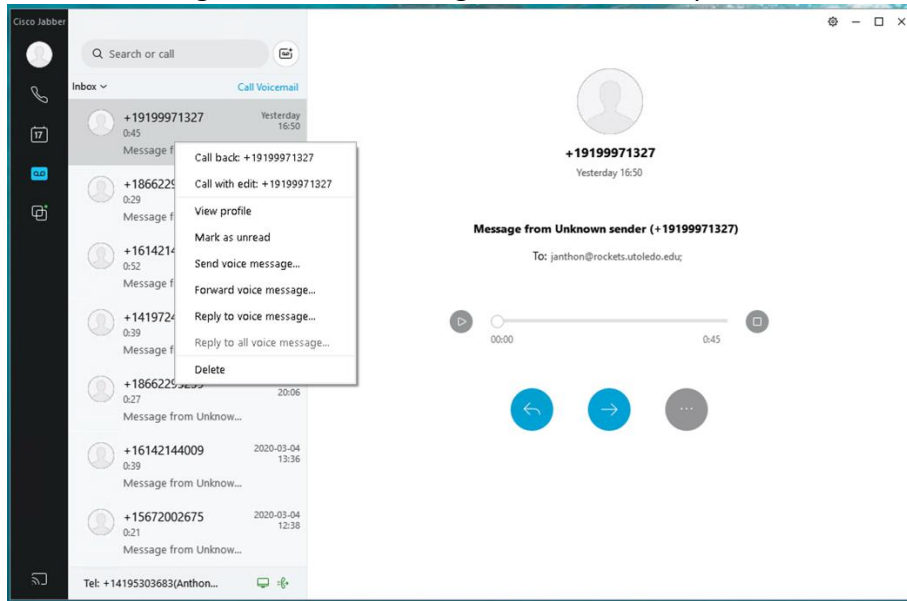 Cisco Jabber
Search or call
Inbox
Call Voicemail
+19199971327
Yesterday
0:45
16:50
Message f
+1866229
0:29
Message f
+1614214
0:52
Message f
+1419724
0:39
Message f
20:06
0:27
Message from Unknow...
+16142144009
2020-03-04
0:39
13:36
Message from Unknow...
+15672002675
2020-03-04
0:21
12:38
Message from Unknow...
Tel: +14195303683(Anthon...
17
Call back: +19199971327
Call with edit: +19199971327
View profile
Mark as unread
Send voice message...
Forward voice message...
Reply to voice message...
Reply to all voice message...
Delete
+19199971327
Yesterday 16:50
Message from Unknown sender (+19199971327)
To: janthon@rockets.utoledo.edu;
00:00
0:45